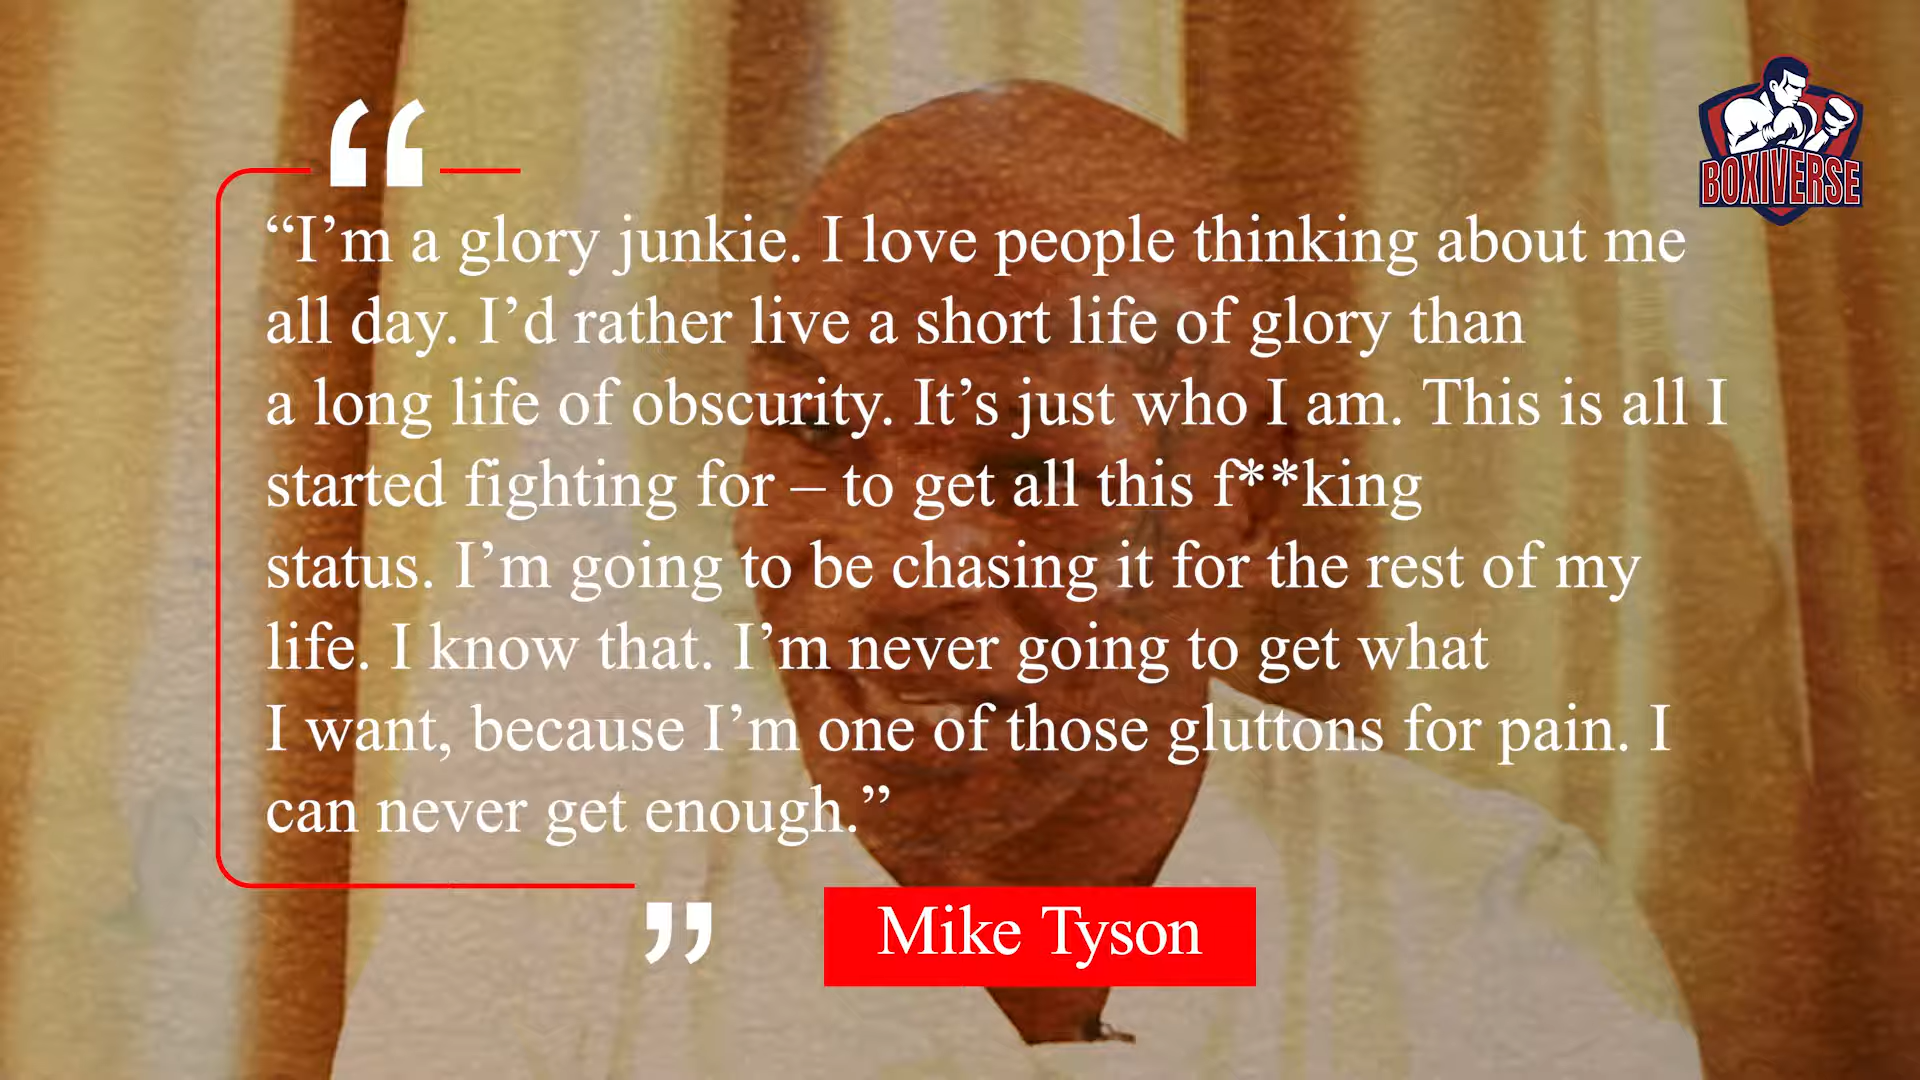 BOXIVERSE
“I’m a glory junkie. I love people thinking about me
all day. I’d rather live a short life of glory than
a long life of obscurity. It’s just who I am. This is all I
started fighting for – to get all this f**king
status. I’m going to be chasing it for the rest of my
life. I know that. I’m never going to get what
I want, because I’m one of those gluttons for pain. I
can never get enough.”
Mike Tyson